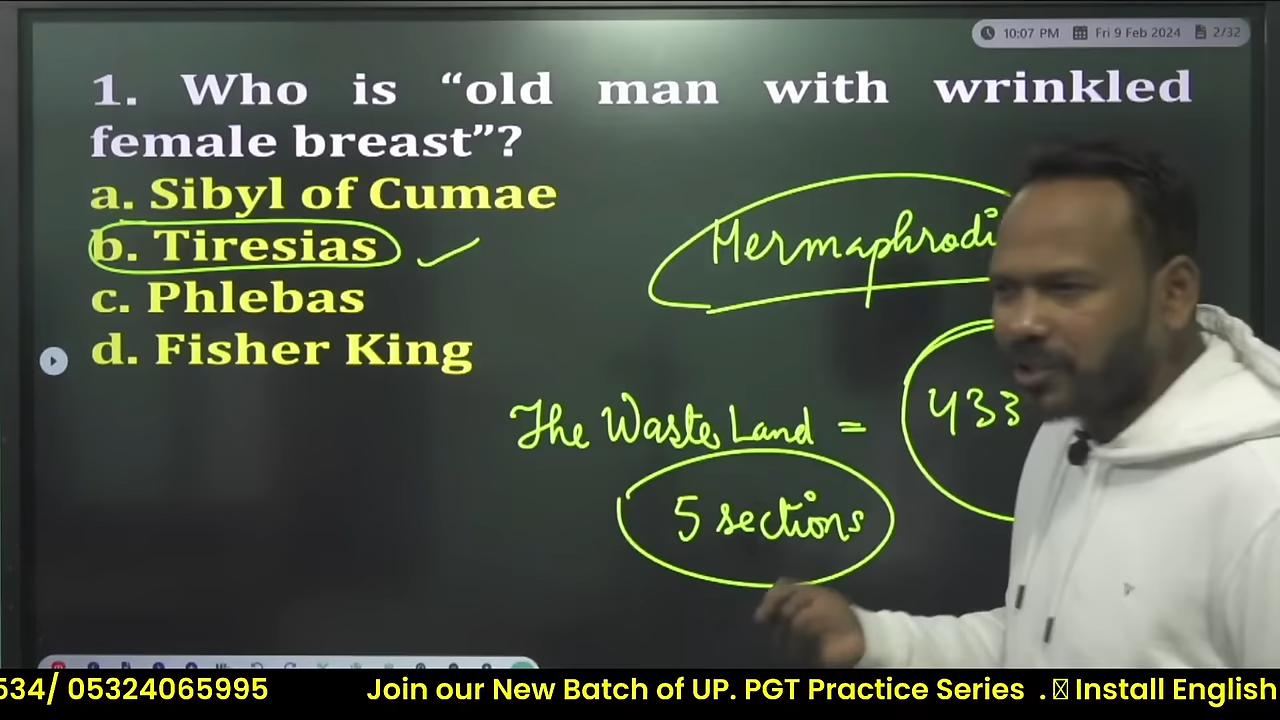 10:07 PM Fri 9 Feb 2024 2/32
1. Who is “old man with wrinkled
female breast”?
a. Sibyl of Cumae
b. Tiresias
c. Phlebas
d. Fisher King
Hermaphrodi
The Waste Land = 433
5 sections
534/ 05324065995 Join our New Batch of UP. PGT Practice Series . Install English